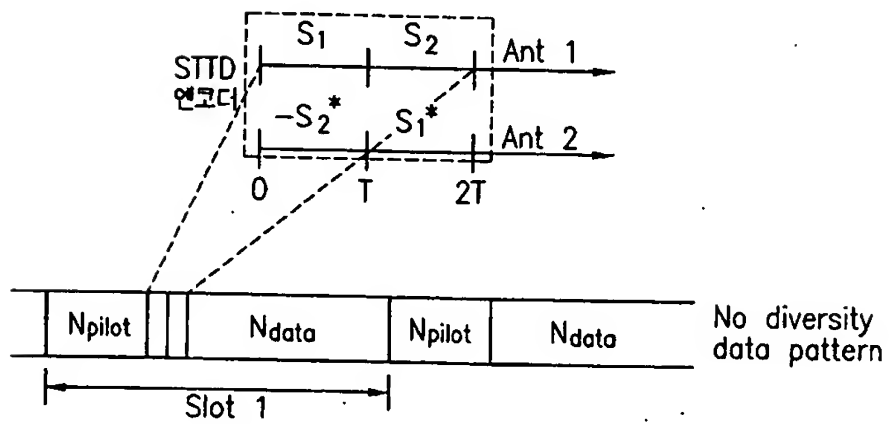 S1 S2 Ant 1
STTD
엔코더
-S2* S1* Ant 2
0 T 2T
Npilot Ndata Npilot Ndata
No diversity
data pattern
Slot 1